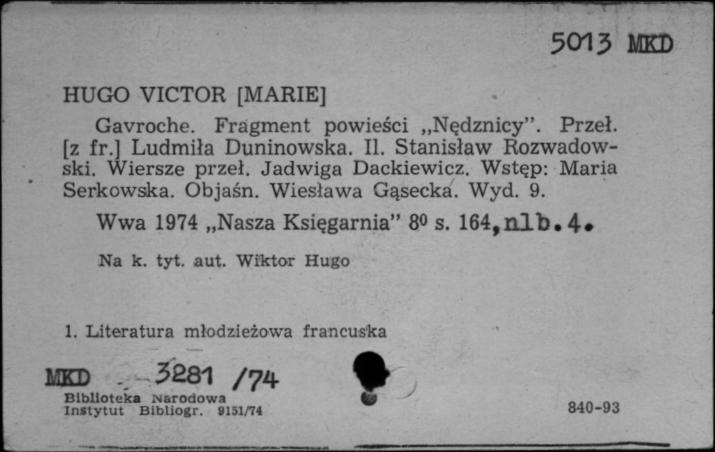 5013 MKD
HUGO VICTOR [MARIE]
Gavroche. Fragment powieści „Nędznicy”. Przeł.
[z fr.] Ludmiła Duninowska. Il. Stanisław Rozwadow-
ski. Wiersze przeł. Jadwiga Dackiewicz. Wstęp: Maria
Serkowska. Objaśn. Wiesława Gąsecka. Wyd. 9.
Wwa 1974 „Nasza Księgarnia” 8⁰ s. 164, nlb. 4.
Na k. tyt. aut. Wiktor Hugo
1. Literatura młodzieżowa francuska
MKD 3281 /74
Biblioteka Narodowa
Instytut Bibliogr. 9151/74
840-93